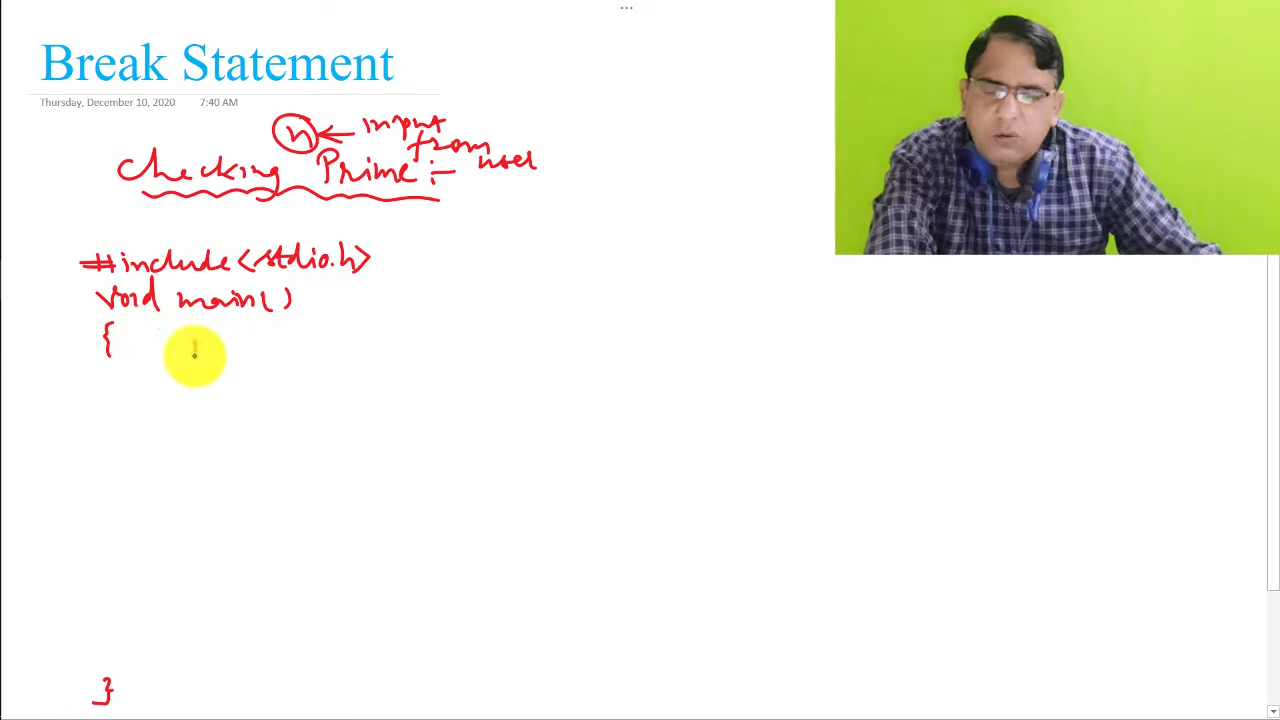 Break Statement
Thursday, December 10, 2020 7:40 AM
n ← input
from
user
Checking Prime :-
#include<stdio.h>
void main()
{
}